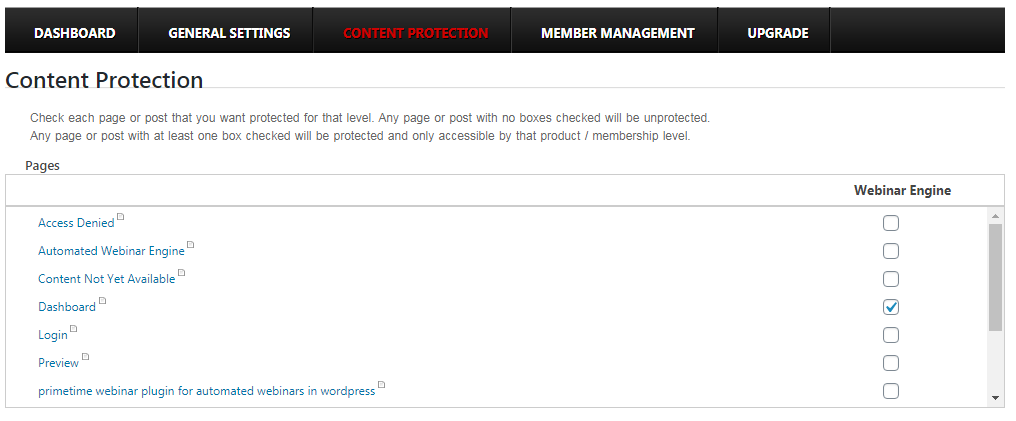 DASHBOARD GENERAL SETTINGS CONTENT PROTECTION MEMBER MANAGEMENT UPGRADE
Content Protection
Check each page or post that you want protected for that level. Any page or post with no boxes checked will be unprotected.
Any page or post with at least one box checked will be protected and only accessible by that product / membership level.
Pages
Webinar Engine
Access Denied
Automated Webinar Engine
Content Not Yet Available
Dashboard
Login
Preview
primetime webinar plugin for automated webinars in wordpress